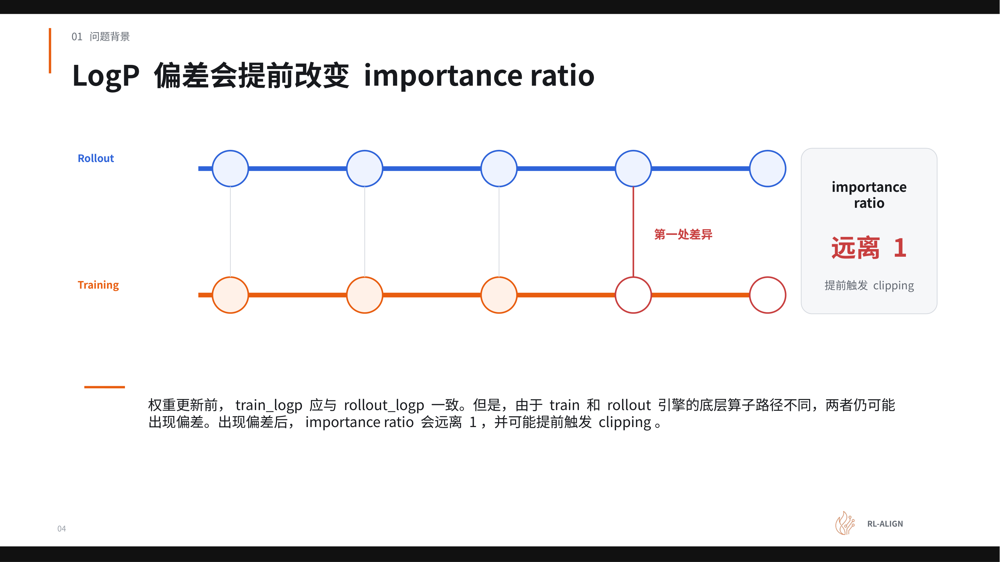 01 问题背景
LogP 偏差会提前改变 importance ratio
Rollout
importance
ratio
第一处差异
远离 1
Training
提前触发 clipping
权重更新前，train_logp 应与 rollout_logp 一致。但是，由于 train 和 rollout 引擎的底层算子路径不同，两者仍可能
出现偏差。出现偏差后，importance ratio 会远离 1，并可能提前触发 clipping。
04
RL-ALIGN